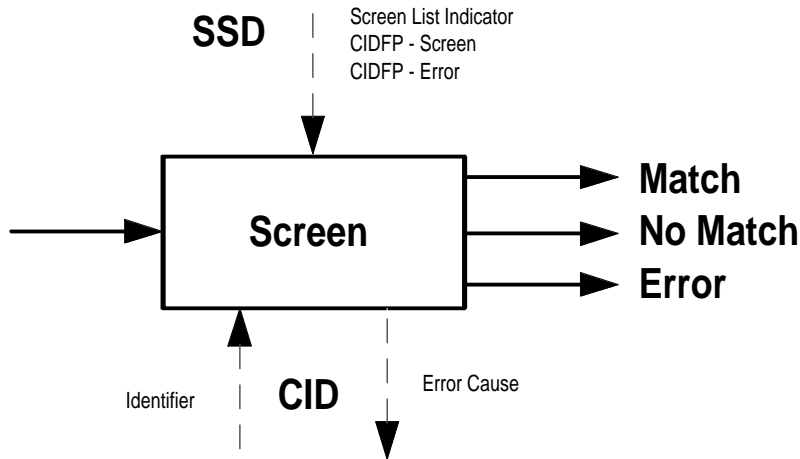 SSD
Screen List Indicator
CIDFP - Screen
CIDFP - Error
Screen
Match
No Match
Error
Identifier
CID
Error Cause